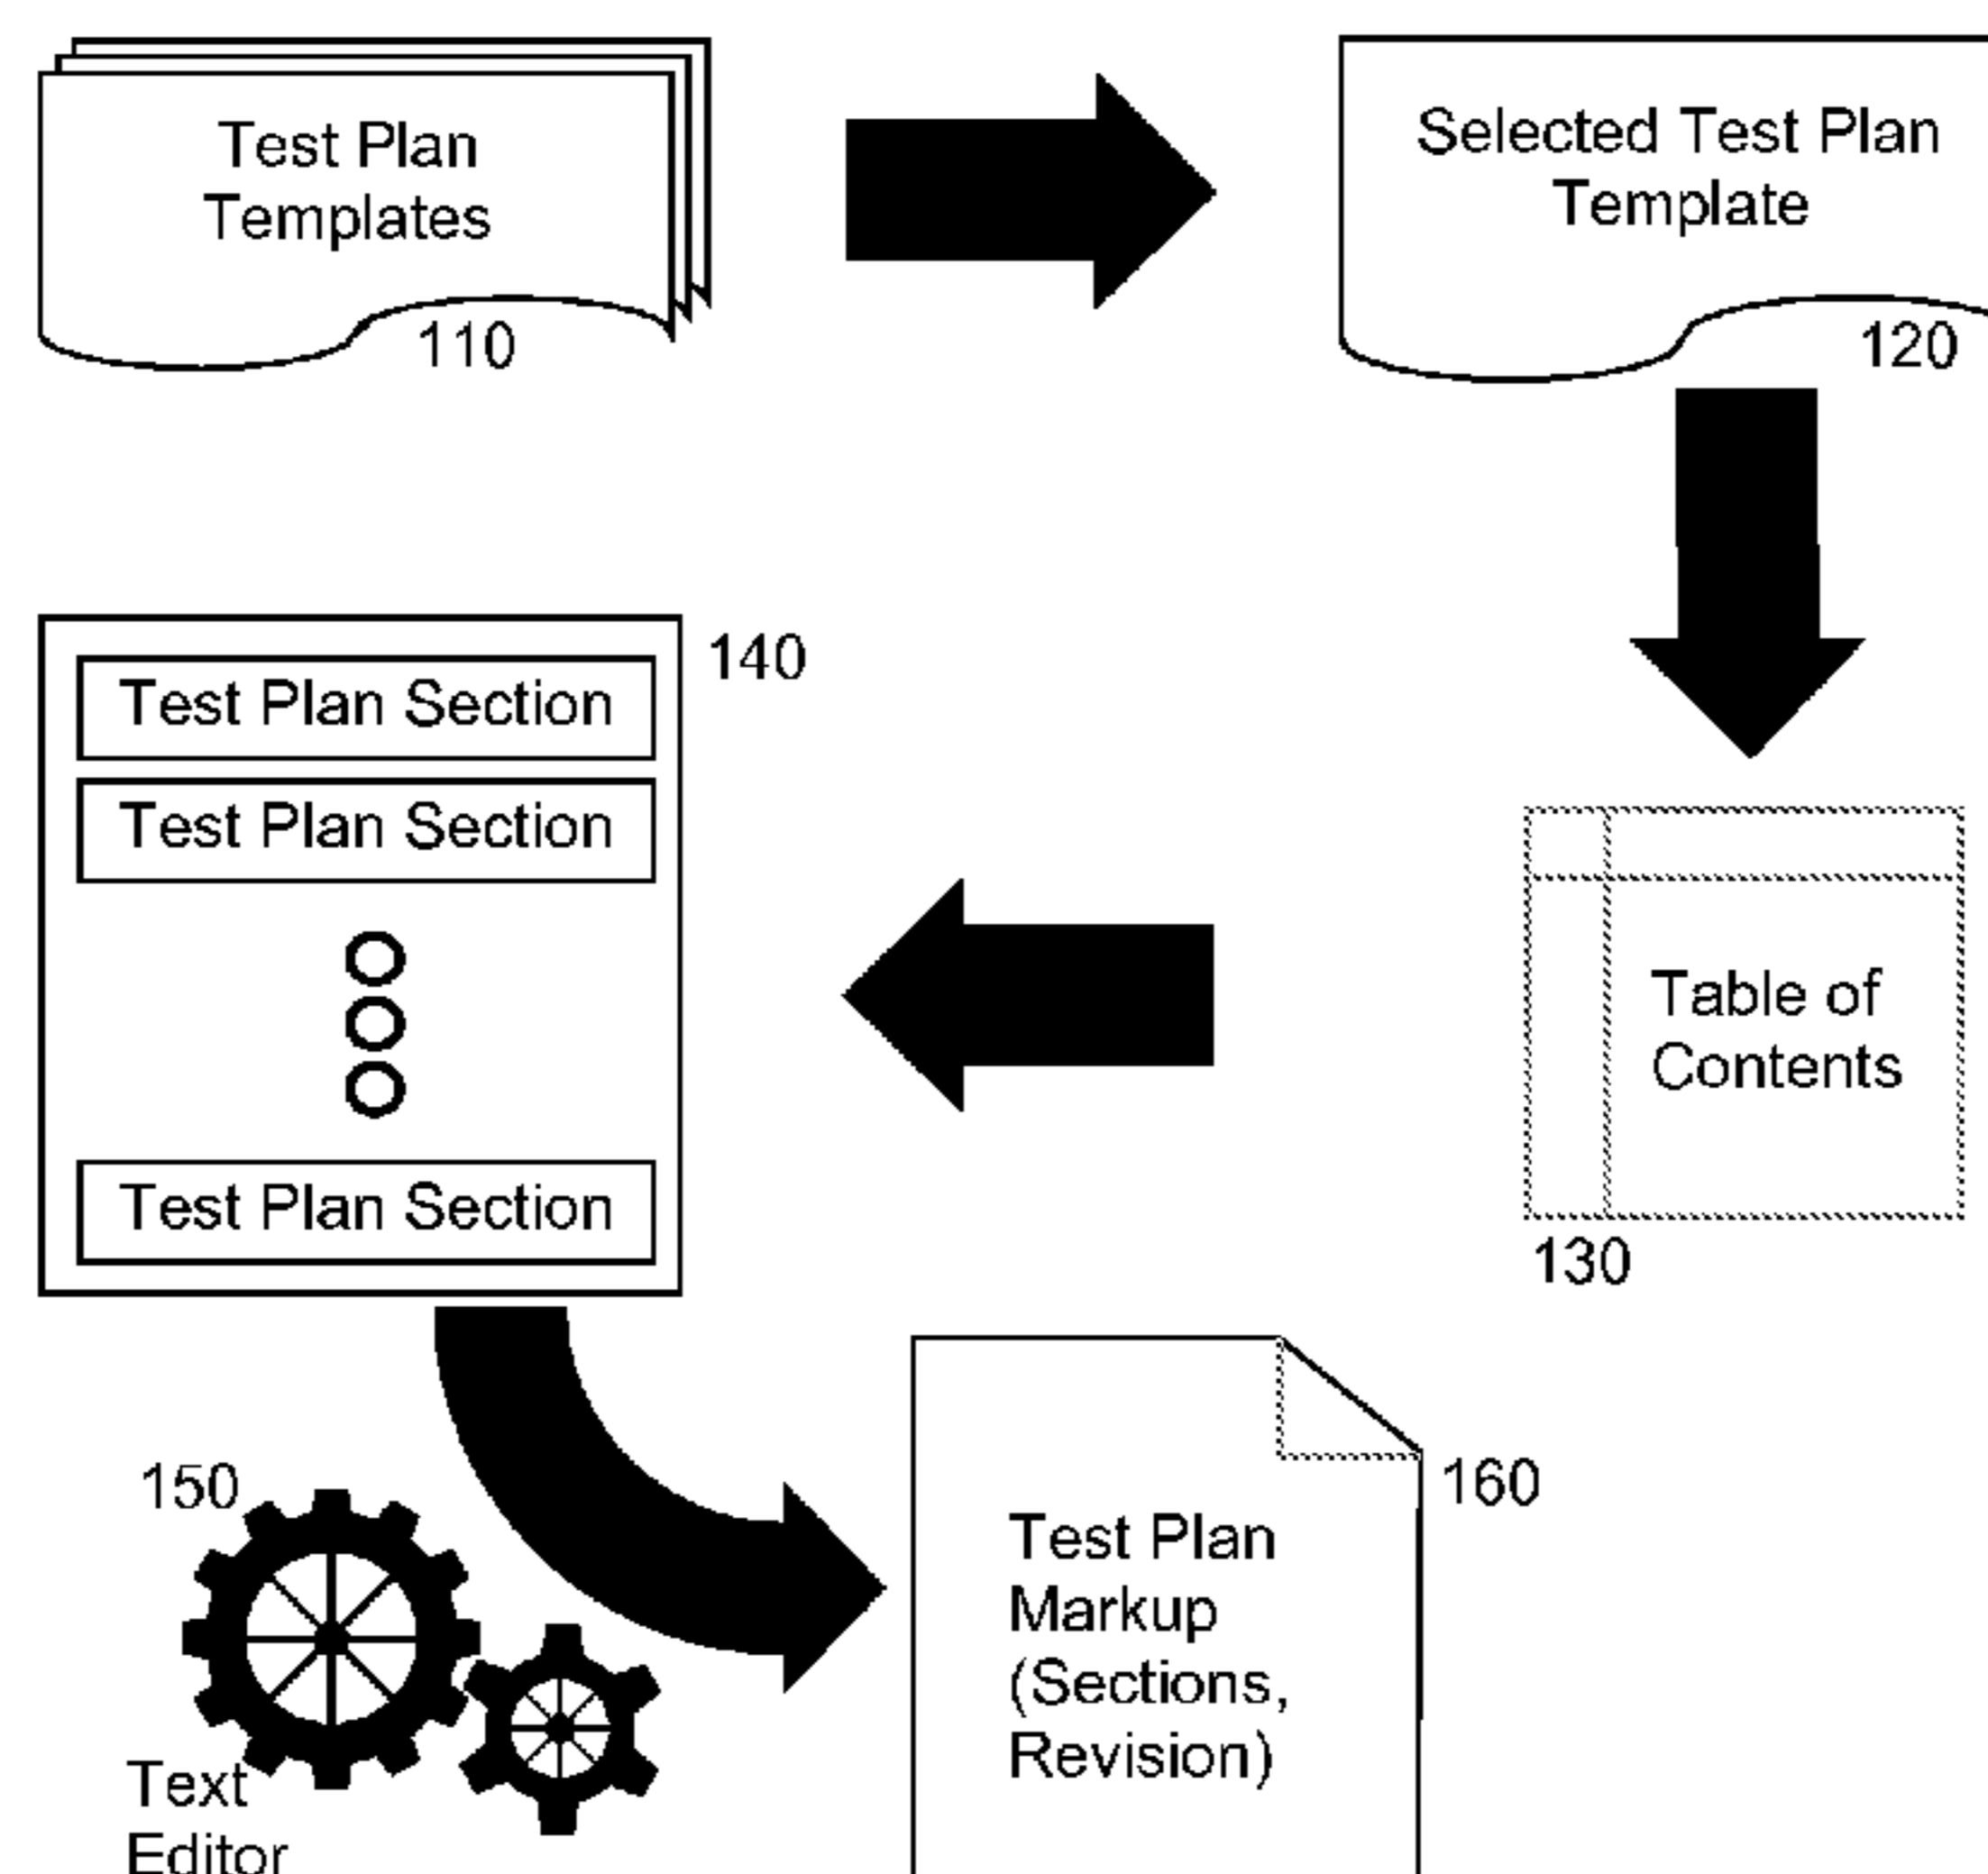 Test Plan
Templates
110
Selected Test Plan
Template
120
140
Test Plan Section
Test Plan Section
Test Plan Section
Table of
Contents
130
150
Text
Editor
160
Test Plan
Markup
(Sections,
Revision)